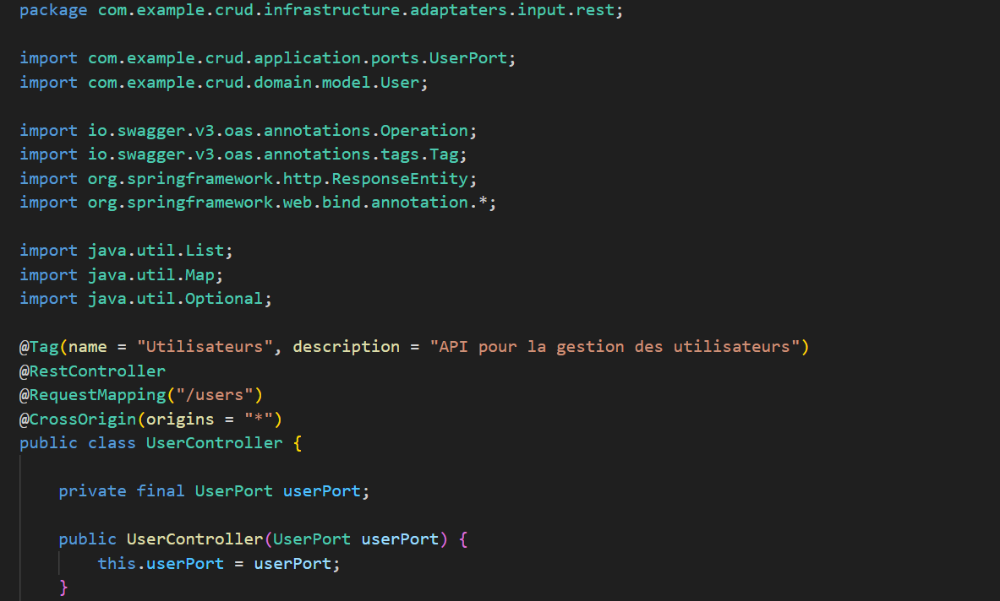 package com.example.crud.infrastructure.adaptaters.input.rest;
import com.example.crud.application.ports.UserPort;
import com.example.crud.domain.model.User;
import io.swagger.v3.oas.annotations.Operation;
import io.swagger.v3.oas.annotations.tags.Tag;
import org.springframework.http.ResponseEntity;
import org.springframework.web.bind.annotation.*;
import java.util.List;
import java.util.Map;
import java.util.Optional;
@Tag(name = "Utilisateurs", description = "API pour la gestion des utilisateurs")
@RestController
@RequestMapping("/users")
@CrossOrigin(origins = "*")
public class UserController {
private final UserPort userPort;
public UserController(UserPort userPort) {
this.userPort = userPort;
}